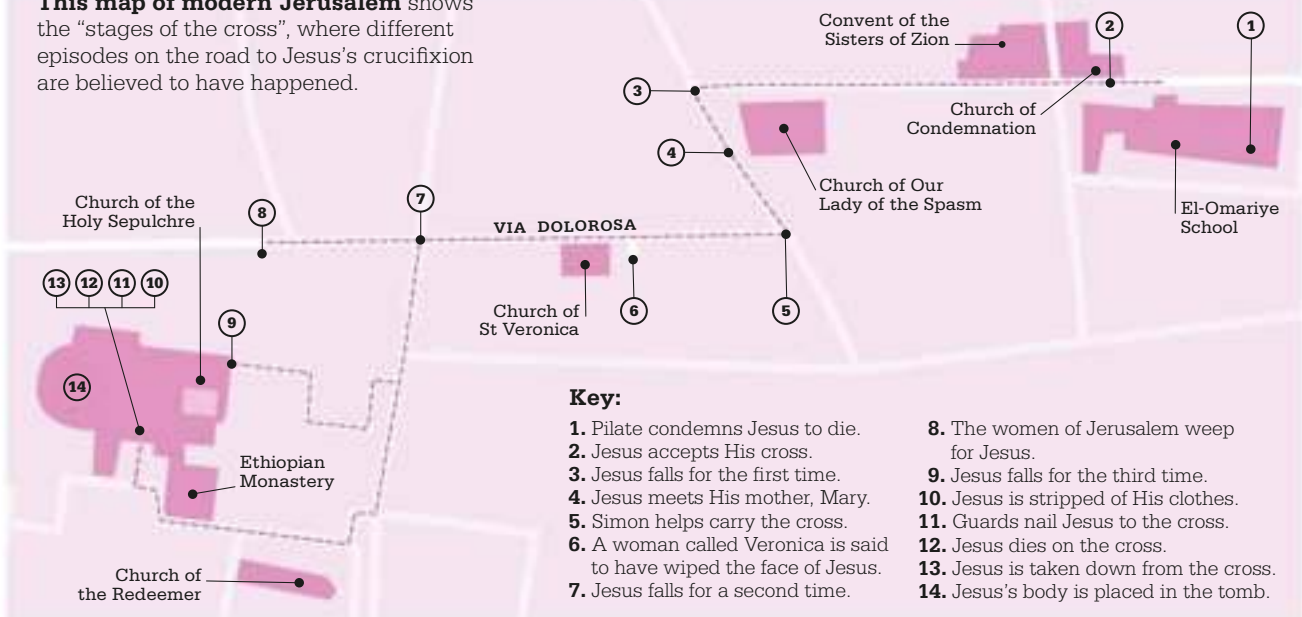 This map of modern Jerusalem shows
the “stages of the cross”, where different
episodes on the road to Jesus’s crucifixion
are believed to have happened.
Convent of the
Sisters of Zion
2
1
3
Church of
Condemnation
4
Church of Our
Lady of the Spasm
El-Omariye
School
Church of the
Holy Sepulchre
8
7
VIA DOLOROSA
13
12
11
10
9
Church of
St Veronica
6
5
14
Ethiopian
Monastery
Church of
the Redeemer
Key:
1. Pilate condemns Jesus to die.
2. Jesus accepts His cross.
3. Jesus falls for the first time.
4. Jesus meets His mother, Mary.
5. Simon helps carry the cross.
6. A woman called Veronica is said
to have wiped the face of Jesus.
7. Jesus falls for a second time.
8. The women of Jerusalem weep
for Jesus.
9. Jesus falls for the third time.
10. Jesus is stripped of His clothes.
11. Guards nail Jesus to the cross.
12. Jesus dies on the cross.
13. Jesus is taken down from the cross.
14. Jesus’s body is placed in the tomb.